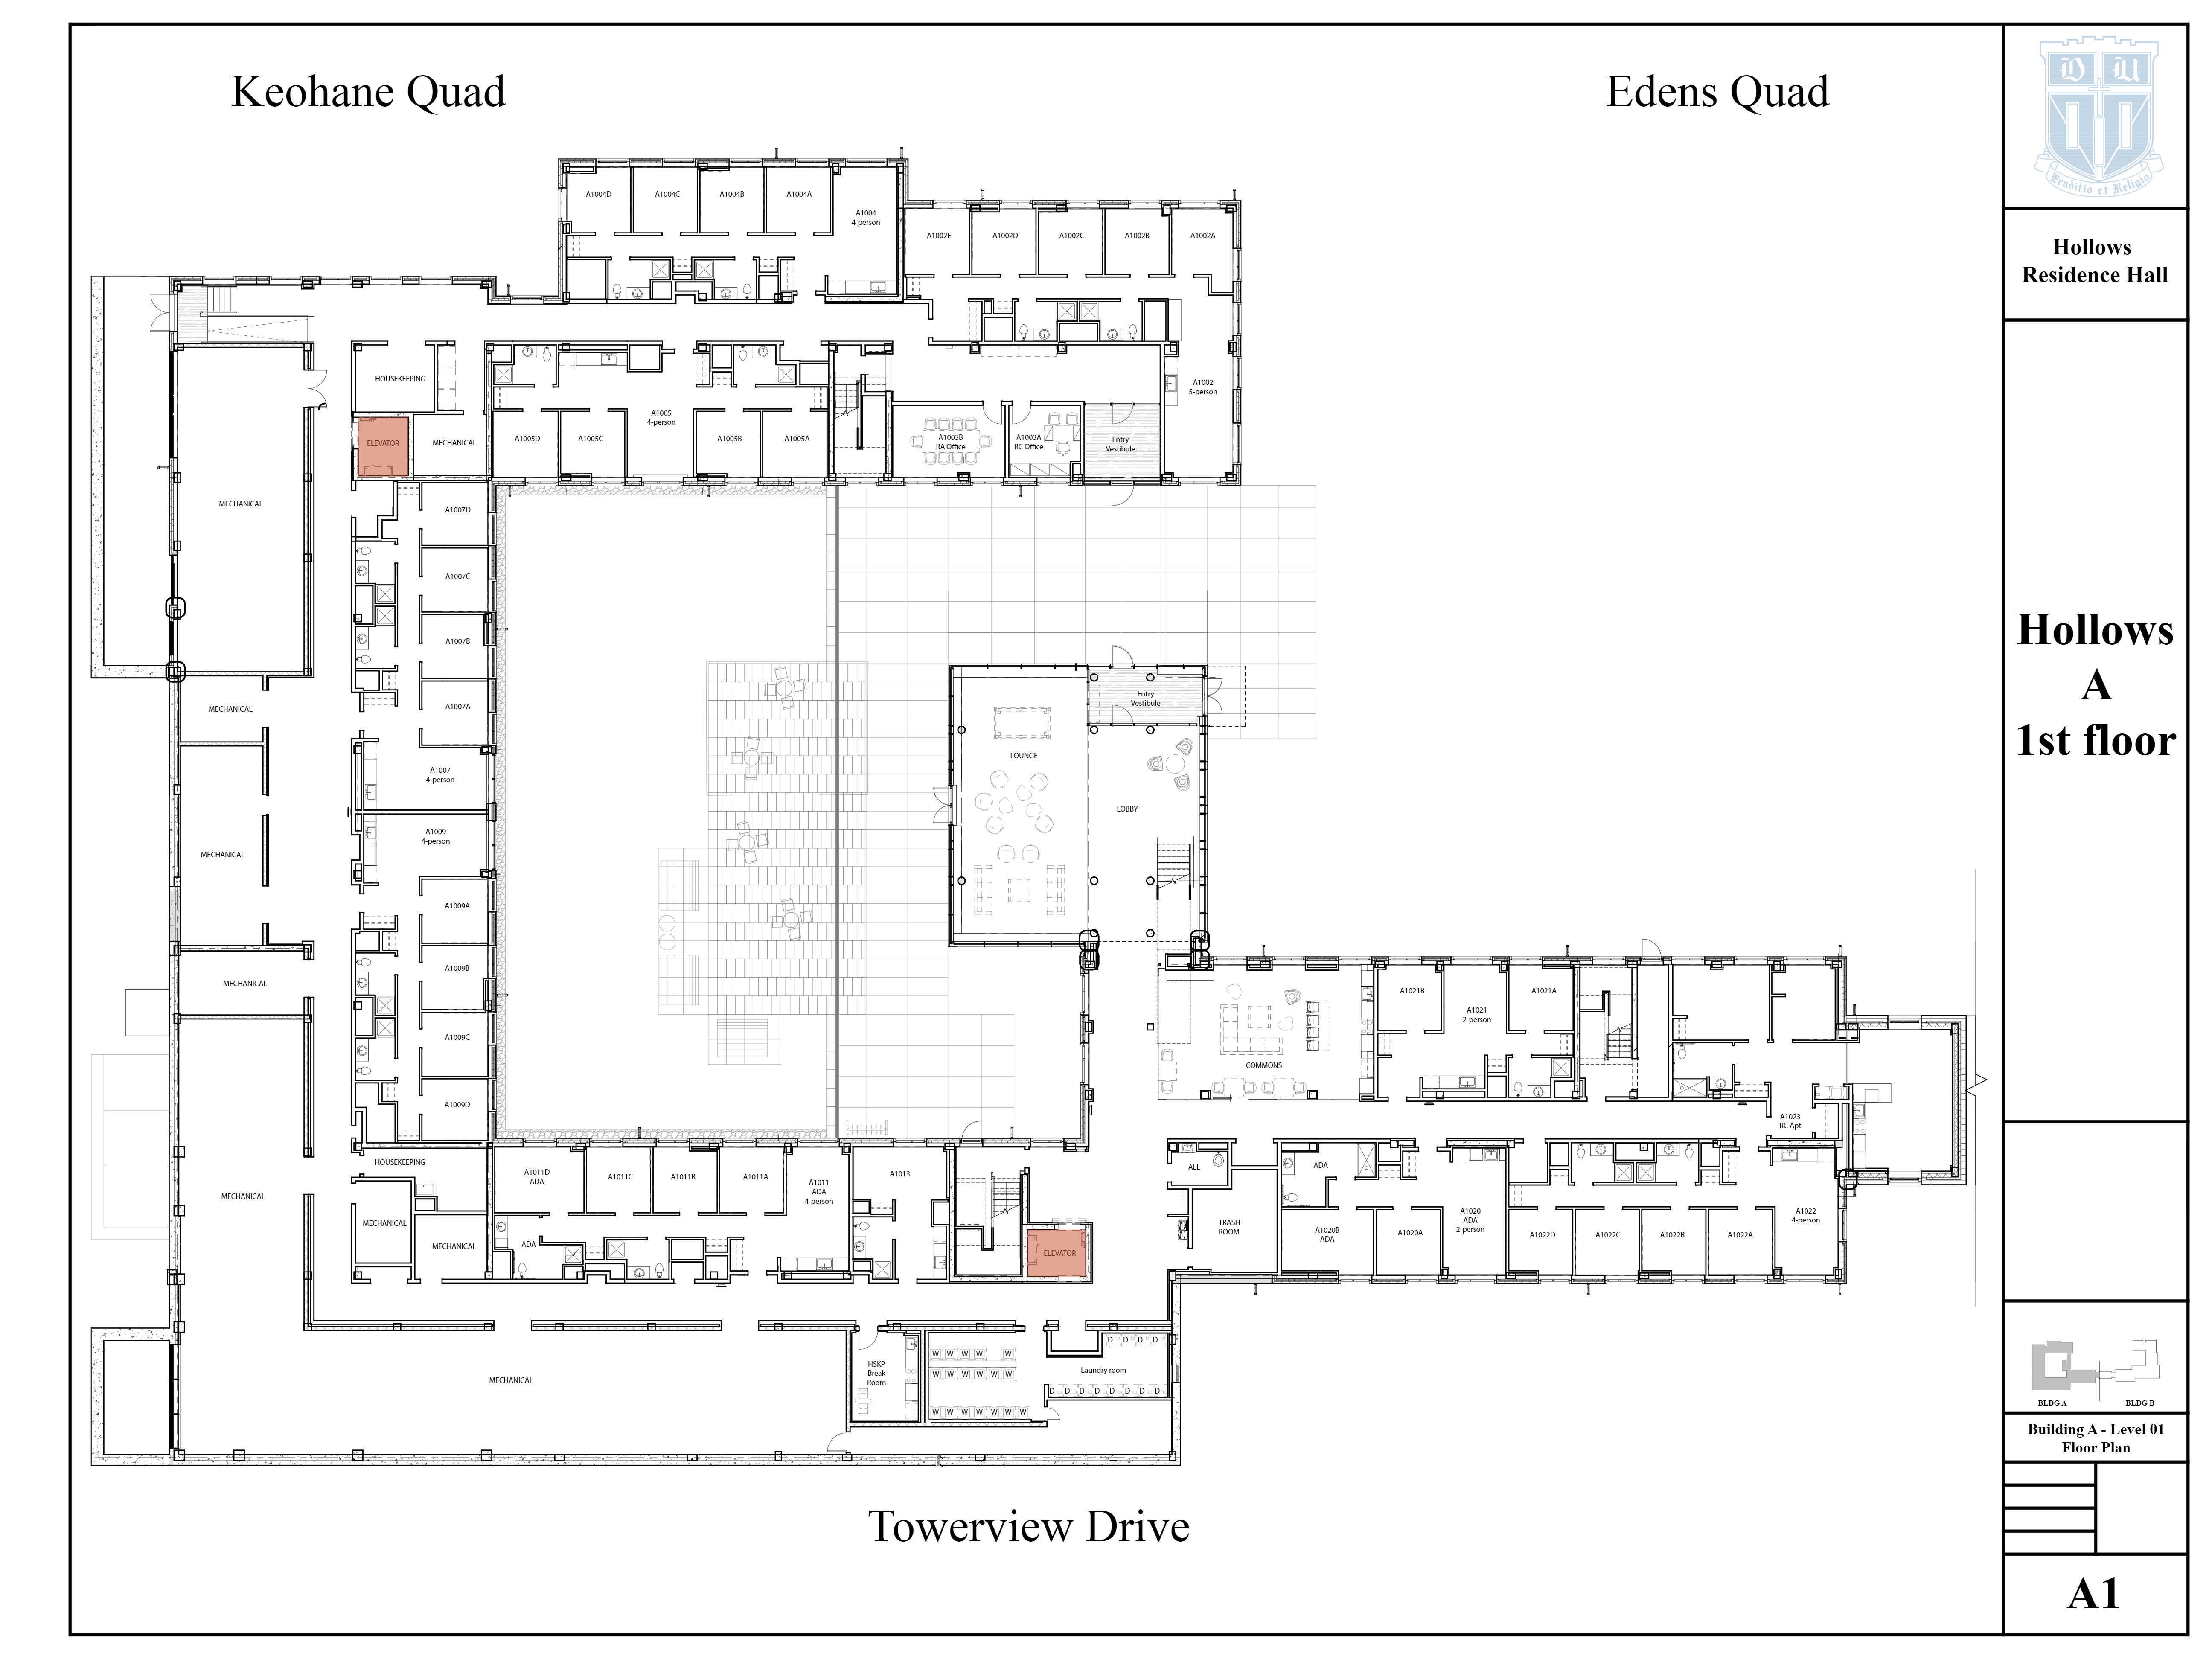 Keohane Quad
Edens Quad
A1004D
A1004C
A1004B
A1004A
A1004
4-person
A1002E
A1002D
A1002C
A1002B
A1002A
HOUSEKEEPING
ELEVATOR
MECHANICAL
A1005D
A1005C
A1005
4-person
A1005B
A1005A
A1003B
RA Office
A1003A
RC Office
Entry
Vestibule
A1002
5-person
MECHANICAL
A1007D
A1007C
A1007B
A1007A
MECHANICAL
A1007
4-person
Entry
Vestibule
LOUNGE
LOBBY
MECHANICAL
A1009
4-person
A1009A
A1009B
MECHANICAL
A1009C
A1009D
A1021B
A1021
2-person
A1021A
COMMONS
A1023
RC Apt
HOUSEKEEPING
MECHANICAL
MECHANICAL
MECHANICAL
A1011D
ADA
A1011C
A1011B
A1011A
A1011
ADA
4-person
ADA
A1013
ELEVATOR
ALL
TRASH
ROOM
ADA
A1020B
ADA
A1020A
A1020
ADA
2-person
A1022D
A1022C
A1022B
A1022A
A1022
4-person
MECHANICAL
HSKP
Break
Room
W W W W W
W W W W W W
W W W W W W W
D D D D
Laundry room
D D D D D D D D
Towerview Drive
D U
Eruditio et Religio
Hollows
Residence Hall
Hollows
A
1st floor
BLDG A
BLDG B
Building A - Level 01
Floor Plan
A1